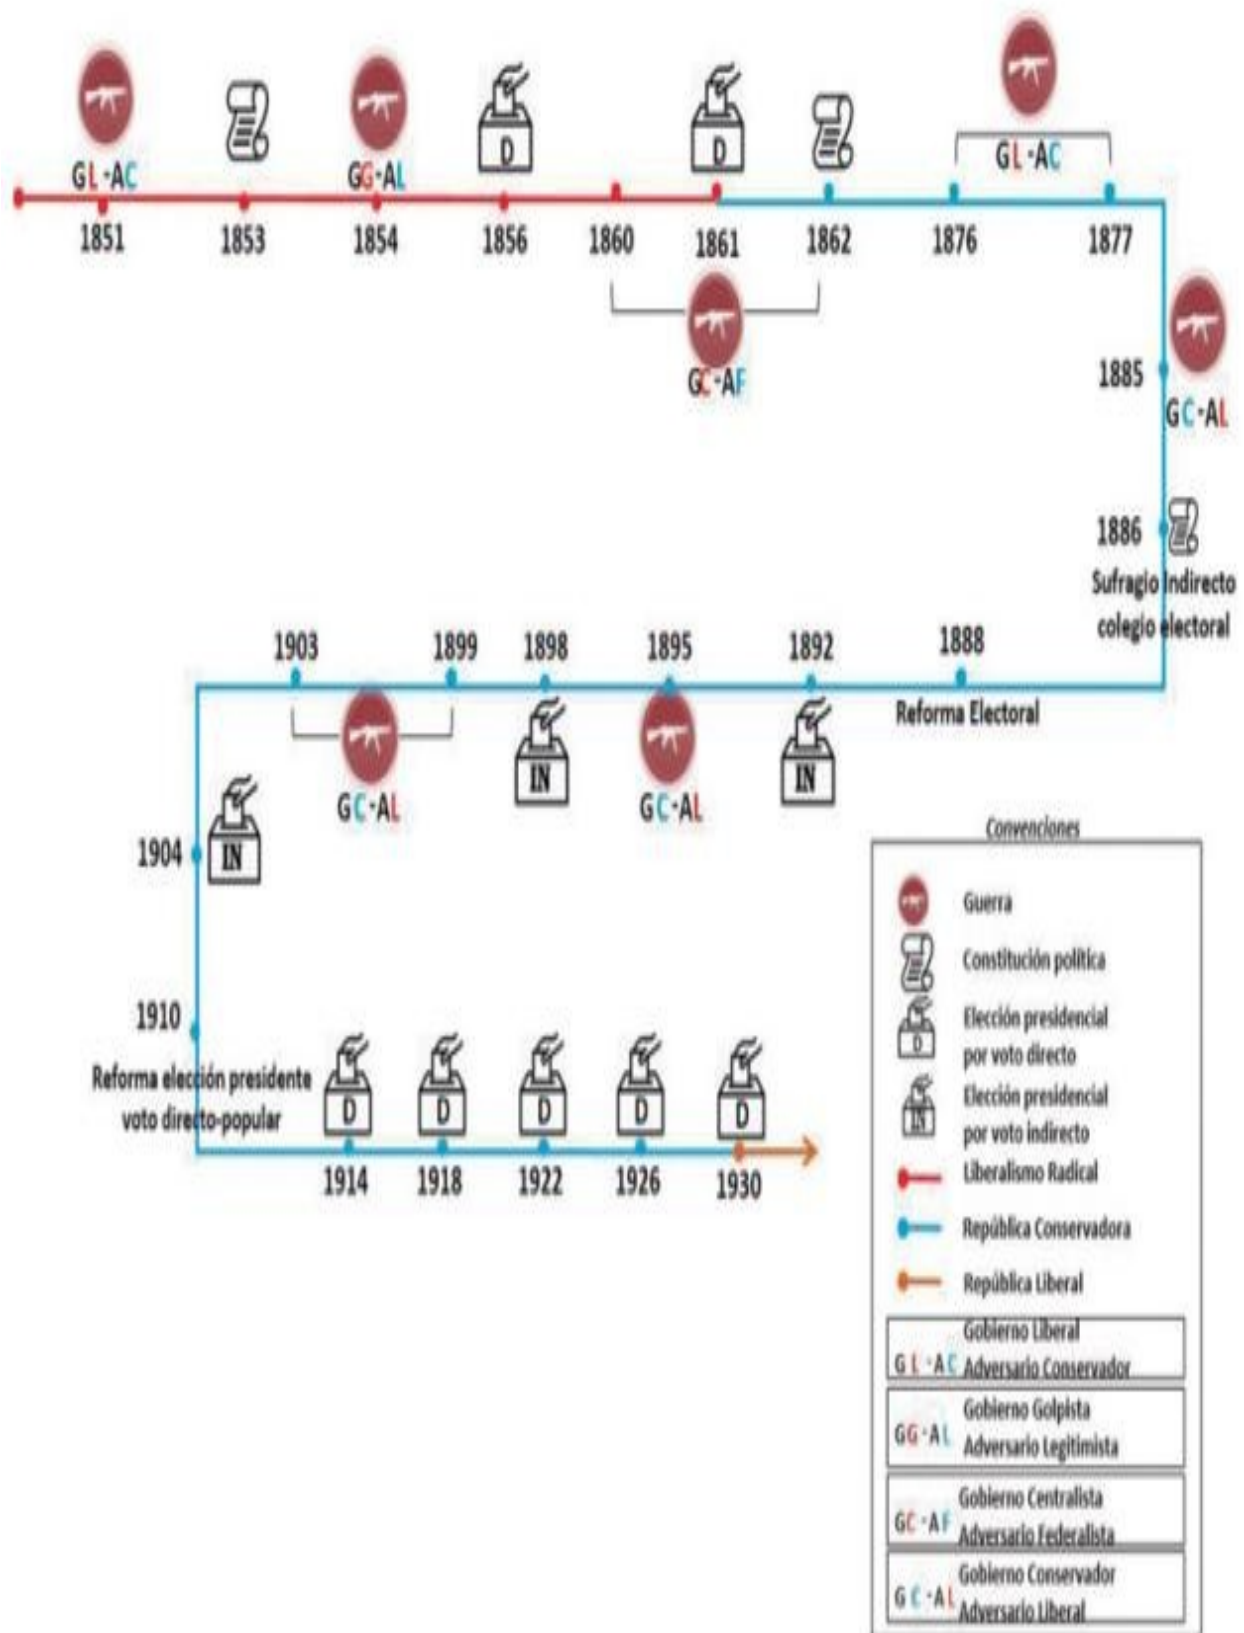 GL-AC
D
GG-AL
D
GL-AC
1851
1853
1854
1856
1860
1861
1862
1876
1877
GC-AF
1885
GC-AL
1886
Sufragio Indirecto
colegio electoral
1903
1899
1898
1895
1892
1888
Reforma Electoral
IN
IN
GC-AL
GC-AL
1904
IN
1910
Reforma elección presidente
voto directo-popular
D
D
D
D
D
1914
1918
1922
1926
1930
Convenciones
Guerra
Constitución política
D
Elección presidencial
por voto directo
IN
Elección presidencial
por voto indirecto
Liberalismo Radical
República Conservadora
República Liberal
GL-AC
Gobierno Liberal
Adversario Conservador
GG-AL
Gobierno Golpista
Adversario Legitimista
GC-AF
Gobierno Centralista
Adversario Federalista
GC-AL
Gobierno Conservador
Adversario Liberal